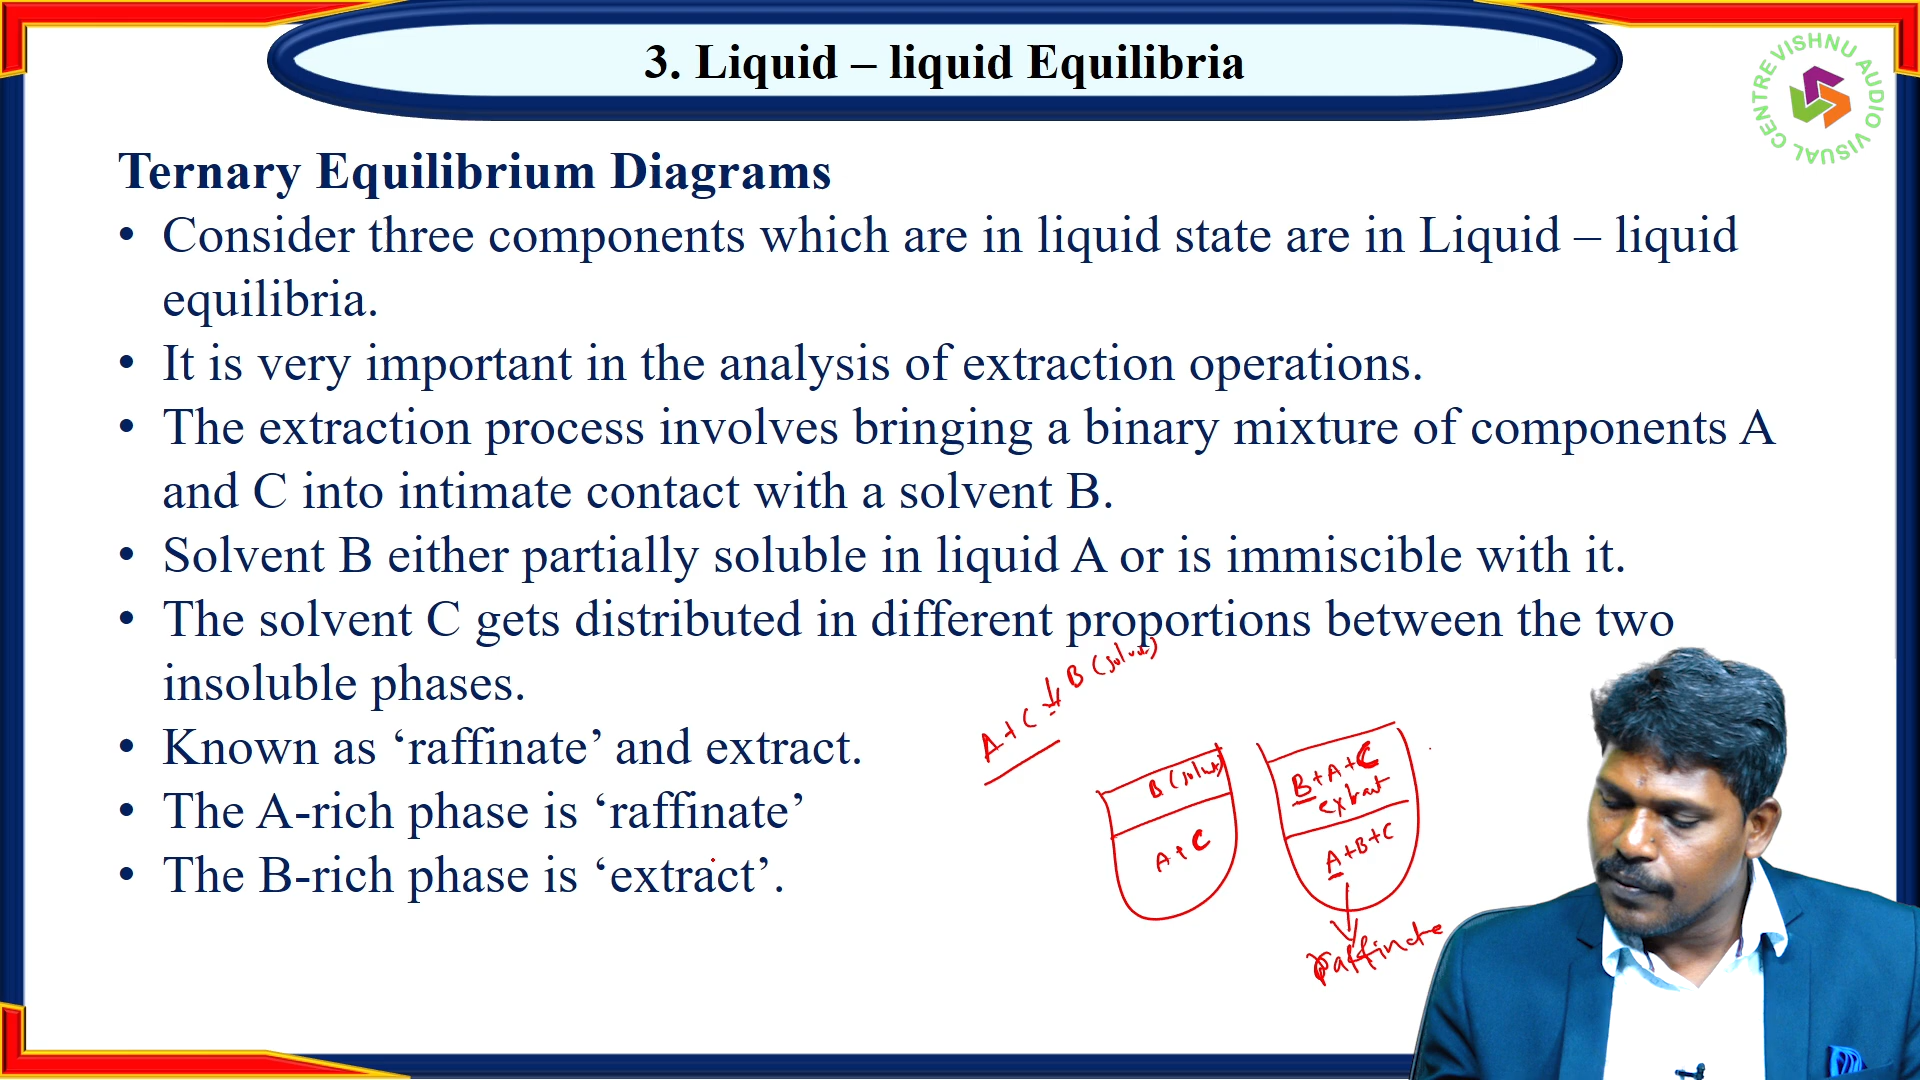 3. Liquid – liquid Equilibria
CENTRE VISHNU AUDIO VISUAL
Ternary Equilibrium Diagrams
• Consider three components which are in liquid state are in Liquid – liquid
equilibria.
• It is very important in the analysis of extraction operations.
• The extraction process involves bringing a binary mixture of components A
and C into intimate contact with a solvent B.
• Solvent B either partially soluble in liquid A or is immiscible with it.
• The solvent C gets distributed in different proportions between the two
insoluble phases.
• Known as ‘raffinate’ and extract.
• The A-rich phase is ‘raffinate’
• The B-rich phase is ‘extract’.
A + C
B
B
A + C
B + A + C
A + B + C
raffinate